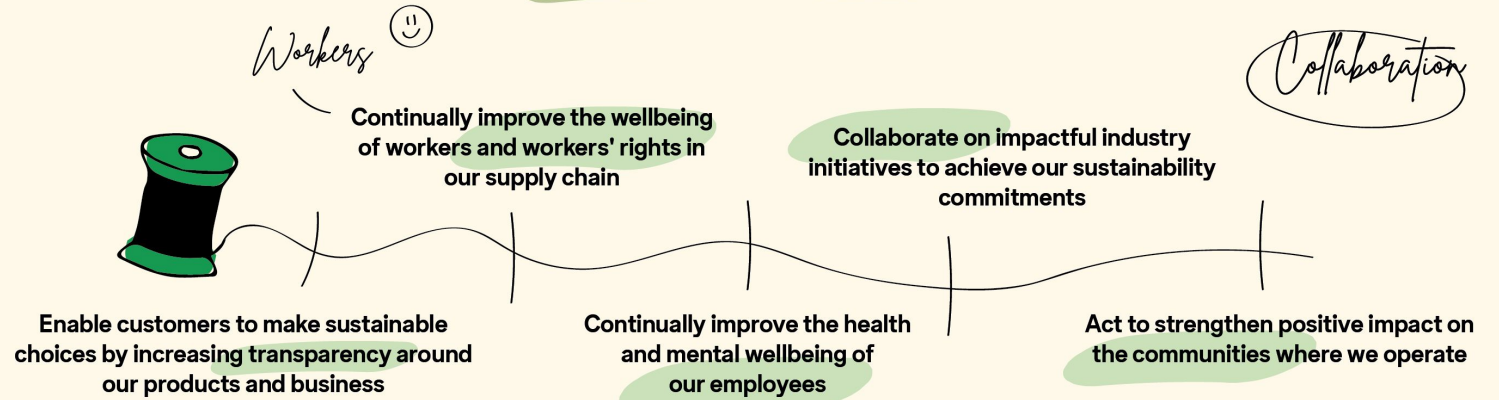 Workers
Collaboration
Continually improve the wellbeing
of workers and workers' rights in
our supply chain
Collaborate on impactful industry
initiatives to achieve our sustainability
commitments
Enable customers to make sustainable
choices by increasing transparency around
our products and business
Continually improve the health
and mental wellbeing of
our employees
Act to strengthen positive impact on
the communities where we operate